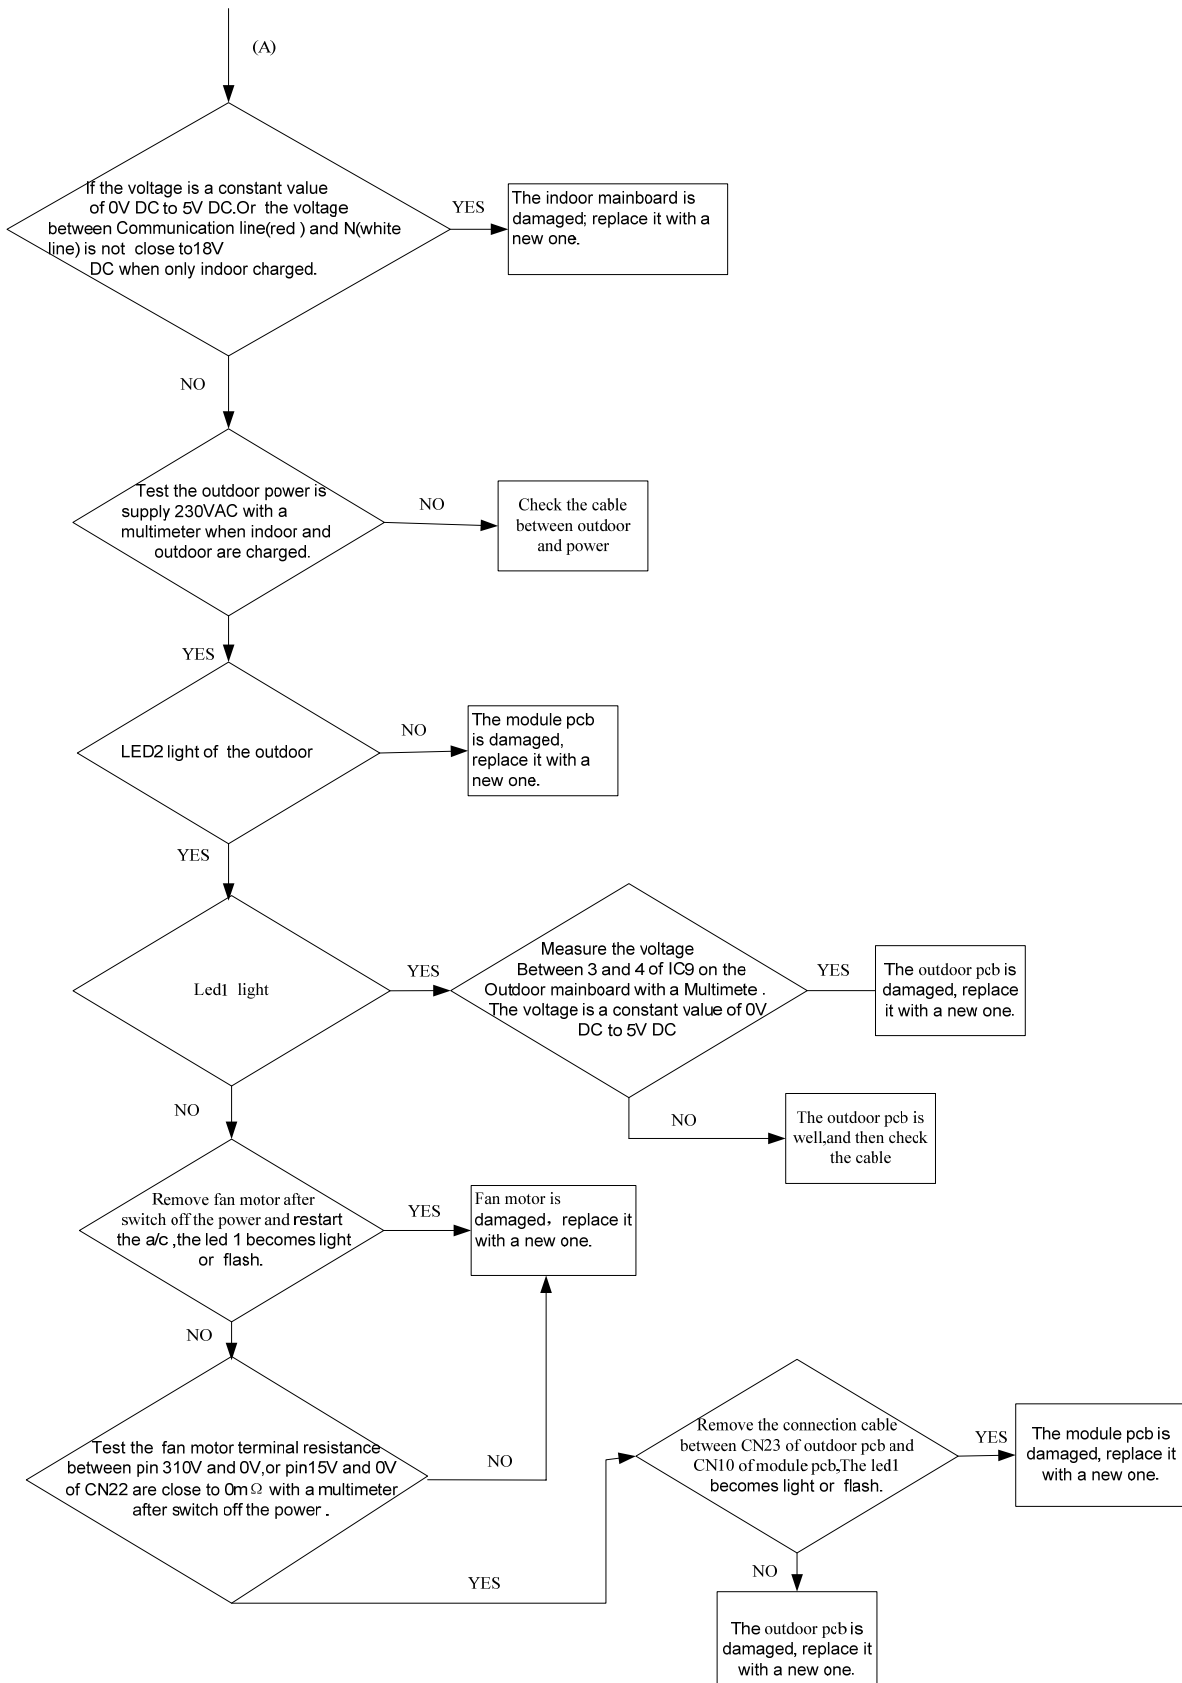 (A)
If the voltage is a constant value
of 0V DC to 5V DC.Or the voltage
between Communication line(red ) and N(white
line) is not close to18V
DC when only indoor charged.
YES
The indoor mainboard is
damaged; replace it with a
new one.
NO
Test the outdoor power is
supply 230VAC with a
multimeter when indoor and
outdoor are charged.
NO
Check the cable
between outdoor
and power
YES
LED2 light of the outdoor
NO
The module pcb
is damaged,
replace it with a
new one.
YES
Led1 light
YES
Measure the voltage
Between 3 and 4 of IC9 on the
Outdoor mainboard with a Multimete .
The voltage is a constant value of 0V
DC to 5V DC
YES
The outdoor pcb is
damaged, replace
it with a new one.
NO
The outdoor pcb is
well,and then check
the cable
NO
Remove fan motor after
switch off the power and restart
the a/c ,the led 1 becomes light
or flash.
YES
Fan motor is
damaged，replace it
with a new one.
NO
Test the fan motor terminal resistance
between pin 310V and 0V,or pin15V and 0V
of CN22 are close to 0mΩ with a multimeter
after switch off the power .
NO
YES
Remove the connection cable
between CN23 of outdoor pcb and
CN10 of module pcb,The led1
becomes light or flash.
YES
The module pcb is
damaged, replace it
with a new one.
NO
The outdoor pcb is
damaged, replace it
with a new one.